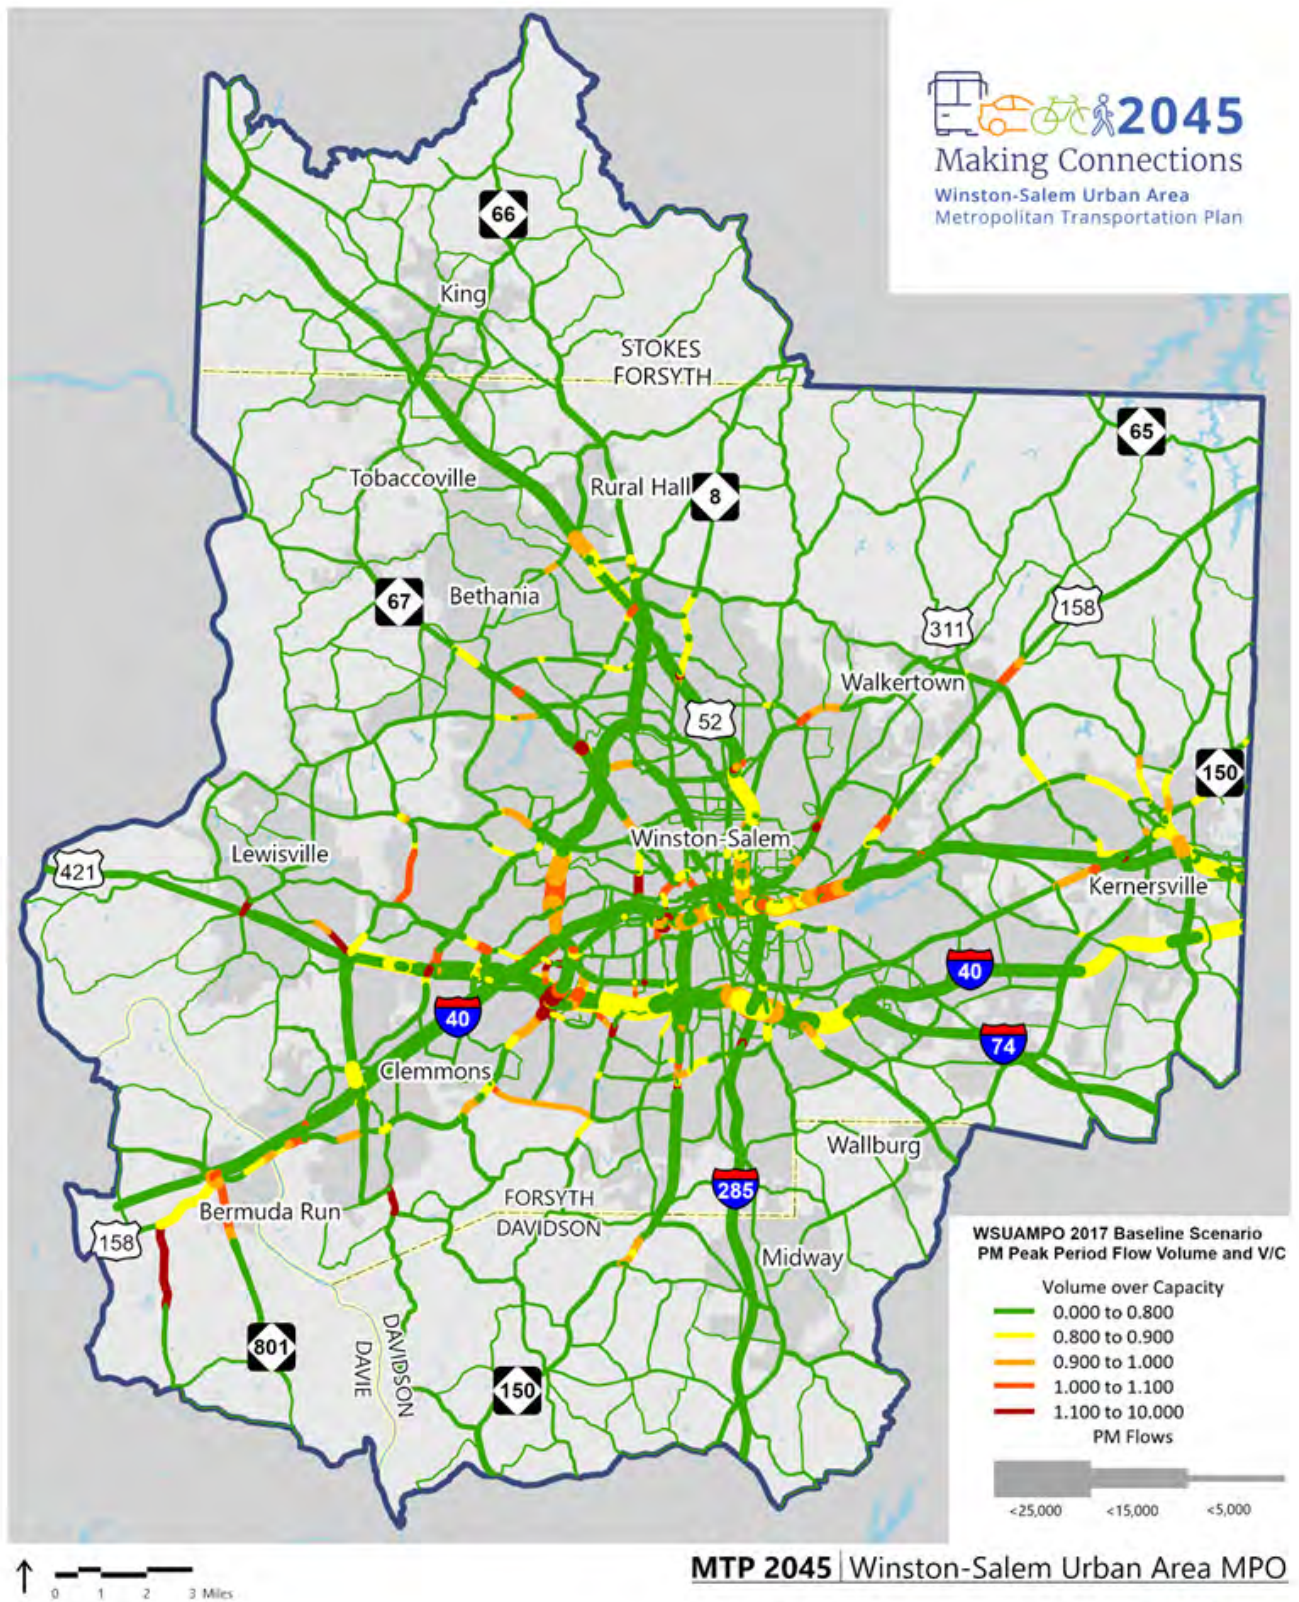 2045
Making Connections
Winston-Salem Urban Area
Metropolitan Transportation Plan
66
King
STOKES
FORSYTH
65
Tobaccoville
Rural Hall
8
67
Bethania
158
311
Walkertown
52
150
Winston-Salem
Lewisville
421
Kernersville
40
40
74
Clemmons
Wallburg
285
FORSYTH
DAVIDSON
Bermuda Run
158
Midway
801
DAVIE
DAVIDSON
150
WSUAMPO 2017 Baseline Scenario
PM Peak Period Flow Volume and V/C
Volume over Capacity
0.000 to 0.800
0.800 to 0.900
0.900 to 1.000
1.000 to 1.100
1.100 to 10.000
PM Flows
<25,000 <15,000 <5,000
0 1 2 3 Miles
MTP 2045 | Winston-Salem Urban Area MPO